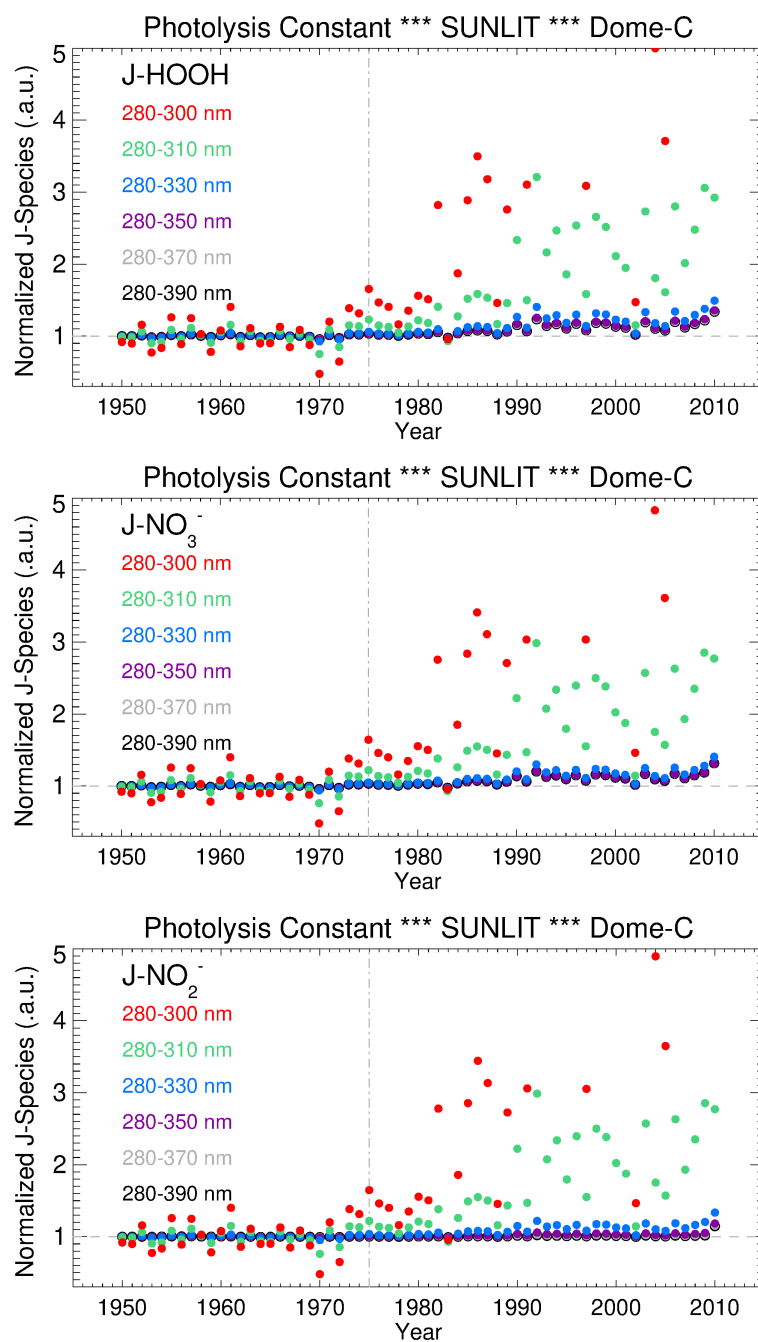 Photolysis Constant *** SUNLIT *** Dome-C
Normalized J-Species (.a.u.)
5
4
3
2
1
J-HOOH
280-300 nm
280-310 nm
280-330 nm
280-350 nm
280-370 nm
280-390 nm
1950 1960 1970 1980 1990 2000 2010
Year
Photolysis Constant *** SUNLIT *** Dome-C
Normalized J-Species (.a.u.)
5
4
3
2
1
J-NO₃⁻
280-300 nm
280-310 nm
280-330 nm
280-350 nm
280-370 nm
280-390 nm
1950 1960 1970 1980 1990 2000 2010
Year
Photolysis Constant *** SUNLIT *** Dome-C
Normalized J-Species (.a.u.)
5
4
3
2
1
J-NO₂⁻
280-300 nm
280-310 nm
280-330 nm
280-350 nm
280-370 nm
280-390 nm
1950 1960 1970 1980 1990 2000 2010
Year